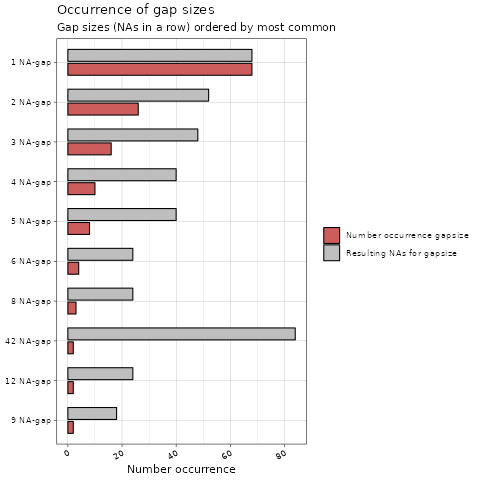 Occurrence of gap sizes
Gap sizes (NAs in a row) ordered by most common
1 NA-gap
2 NA-gap
3 NA-gap
4 NA-gap
5 NA-gap
6 NA-gap
8 NA-gap
42 NA-gap
12 NA-gap
9 NA-gap
Number occurrence gapsize
Resulting NAs for gapsize
0 20 40 60 80
Number occurrence